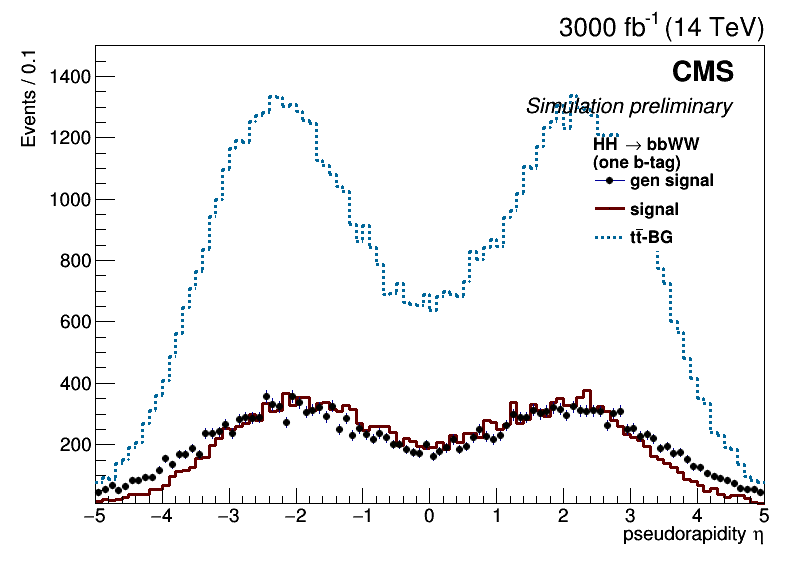 3000 fb⁻¹ (14 TeV)
Events / 0.1
CMS
Simulation preliminary
HH → bbWW
(one b-tag)
gen signal
signal
tt̄-BG
1400
1200
1000
800
600
400
200
−5 −4 −3 −2 −1 0 1 2 3 4 5
pseudorapidity η